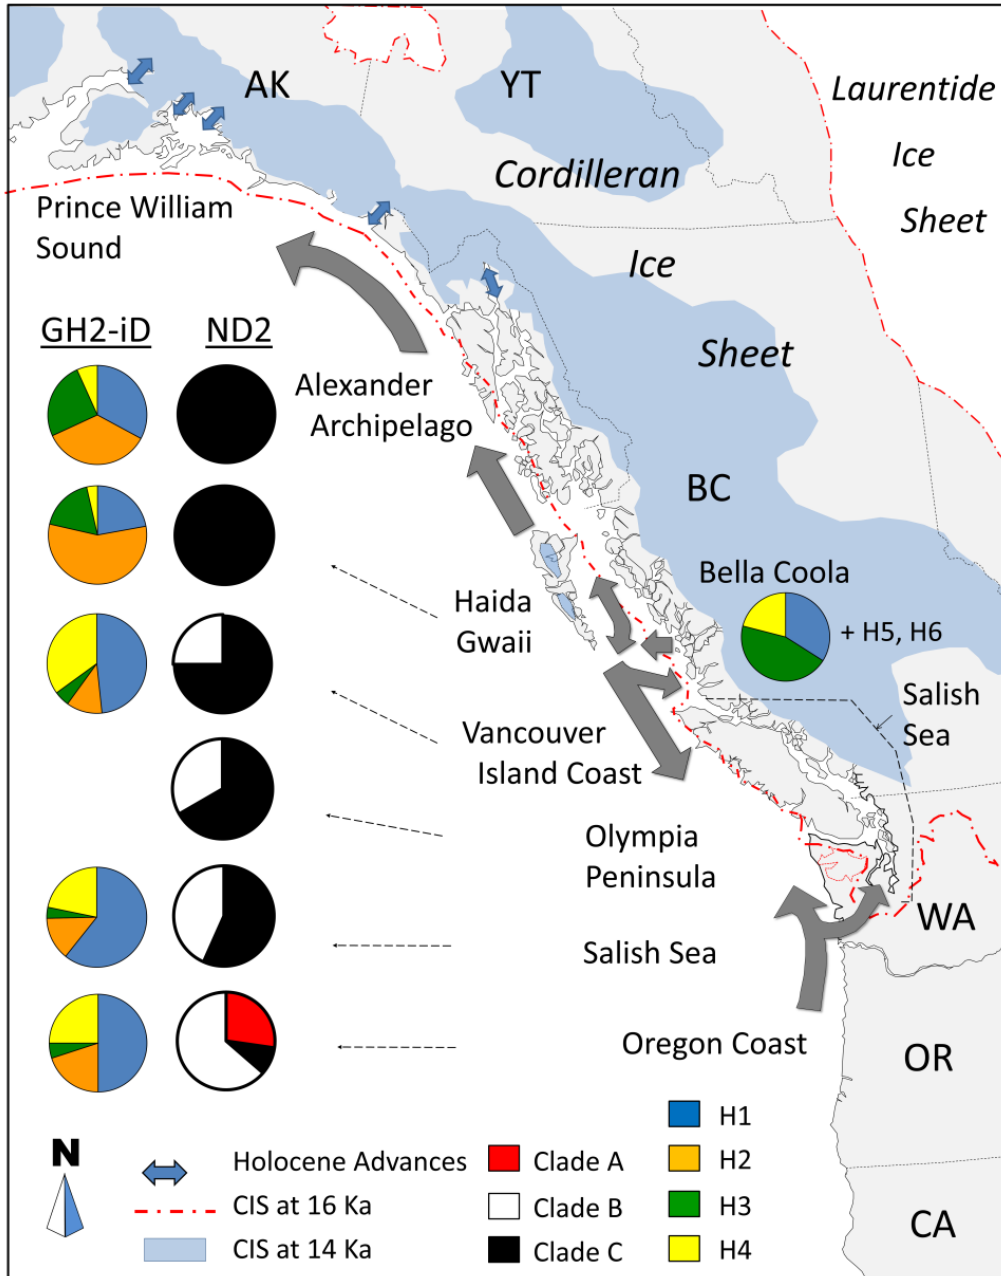 AK
YT
Laurentide
Ice
Sheet
Cordilleran
Ice
Sheet
Prince William
Sound
GH2-iD
ND2
Alexander
Archipelago
BC
Bella Coola
+ H5, H6
Haida
Gwaii
Salish
Sea
Vancouver
Island Coast
Olympia
Peninsula
WA
Salish Sea
Oregon Coast
OR
CA
N
Holocene Advances
CIS at 16 Ka
CIS at 14 Ka
Clade A
Clade B
Clade C
H1
H2
H3
H4